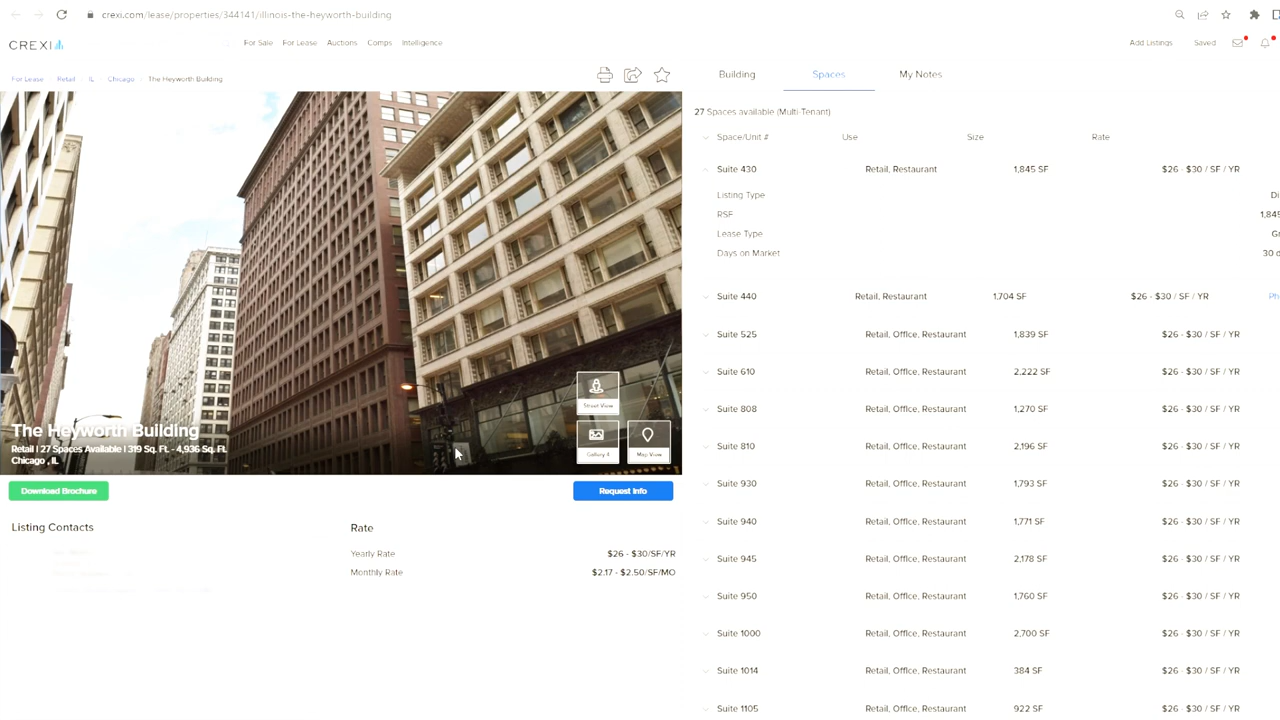 crexi.com/lease/properties/344141/illinois-the-heyworth-building
CREXI
For Sale For Lease Auctions Comps Intelligence
Add Listings Saved
For Lease / Retail / IL / Chicago / The Heyworth Building
Building Spaces My Notes
27 Spaces available (Multi-Tenant)
Space/Unit # Use Size Rate
Suite 430 Retail, Restaurant 1,845 SF $26 - $30 / SF / YR
Listing Type
RSF
Lease Type
Days on Market
Suite 440 Retail, Restaurant 1,704 SF $26 - $30 / SF / YR
Suite 525 Retail, Office, Restaurant 1,839 SF $26 - $30 / SF / YR
Suite 610 Retail, Office, Restaurant 2,222 SF $26 - $30 / SF / YR
Suite 808 Retail, Office, Restaurant 1,270 SF $26 - $30 / SF / YR
Suite 810 Retail, Office, Restaurant 2,196 SF $26 - $30 / SF / YR
Suite 930 Retail, Office, Restaurant 1,793 SF $26 - $30 / SF / YR
Suite 940 Retail, Office, Restaurant 1,771 SF $26 - $30 / SF / YR
Suite 945 Retail, Office, Restaurant 2,178 SF $26 - $30 / SF / YR
Suite 950 Retail, Office, Restaurant 1,760 SF $26 - $30 / SF / YR
Suite 1000 Retail, Office, Restaurant 2,700 SF $26 - $30 / SF / YR
Suite 1014 Retail, Office, Restaurant 384 SF $26 - $30 / SF / YR
Suite 1105 Retail, Office, Restaurant 922 SF $26 - $30 / SF / YR
Street View
Gallery 4 Map View
The Heyworth Building
Retail | 27 Spaces Available | 319 Sq. Ft. - 4,936 Sq. Ft.
Chicago , IL
Download Brochure Request Info
Listing Contacts
Rate
Yearly Rate $26 - $30/SF/YR
Monthly Rate $2.17 - $2.50/SF/MO